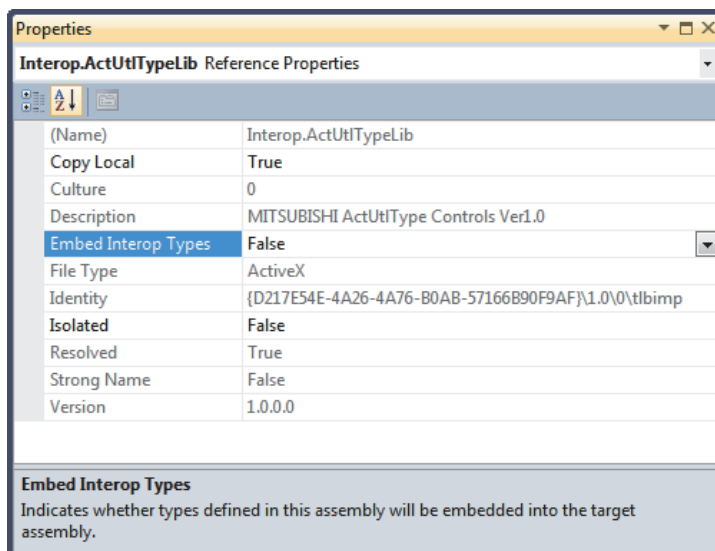 Properties
Interop.ActUtlTypeLib Reference Properties
(Name) Interop.ActUtlTypeLib
Copy Local True
Culture 0
Description MITSUBISHI ActUtlType Controls Ver1.0
Embed Interop Types False
File Type ActiveX
Identity {D217E54E-4A26-4A76-B0AB-57166B90F9AF}\1.0\0\tlbimp
Isolated False
Resolved True
Strong Name False
Version 1.0.0.0
Embed Interop Types
Indicates whether types defined in this assembly will be embedded into the target
assembly.